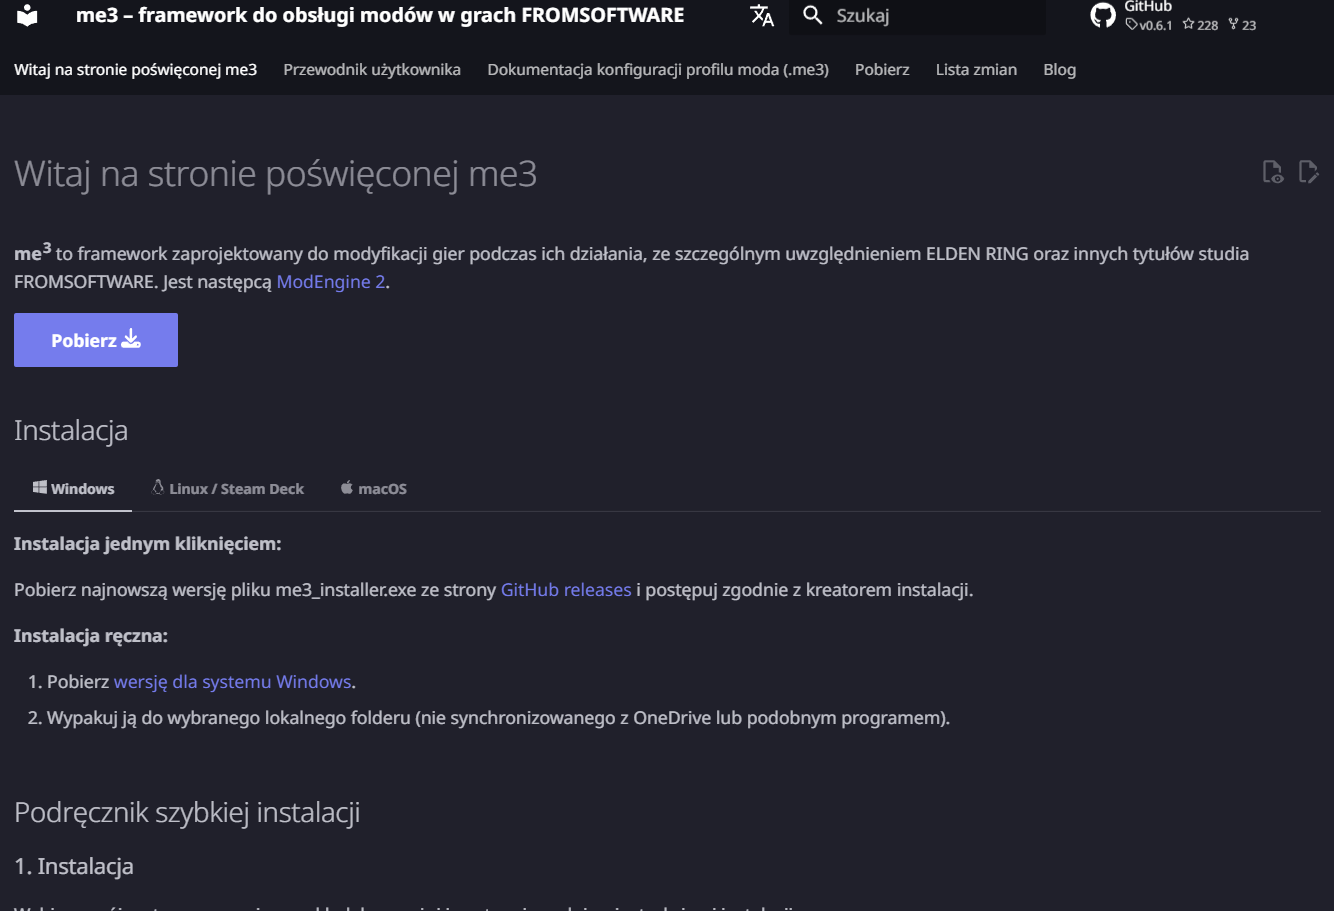 me3 – framework do obsługi modów w grach FROMSOFTWARE
Szukaj
GitHub
v0.6.1 228 23
Witaj na stronie poświęconej me3 Przewodnik użytkownika Dokumentacja konfiguracji profilu moda (.me3) Pobierz Lista zmian Blog
Witaj na stronie poświęconej me3
me³ to framework zaprojektowany do modyfikacji gier podczas ich działania, ze szczególnym uwzględnieniem ELDEN RING oraz innych tytułów studia
FROMSOFTWARE. Jest następcą ModEngine 2.
Pobierz
Instalacja
Windows Linux / Steam Deck macOS
Instalacja jednym kliknięciem:
Pobierz najnowszą wersję pliku me3_installer.exe ze strony GitHub releases i postępuj zgodnie z kreatorem instalacji.
Instalacja ręczna:
1. Pobierz wersję dla systemu Windows.
2. Wypakuj ją do wybranego lokalnego folderu (nie synchronizowanego z OneDrive lub podobnym programem).
Podręcznik szybkiej instalacji
1. Instalacja